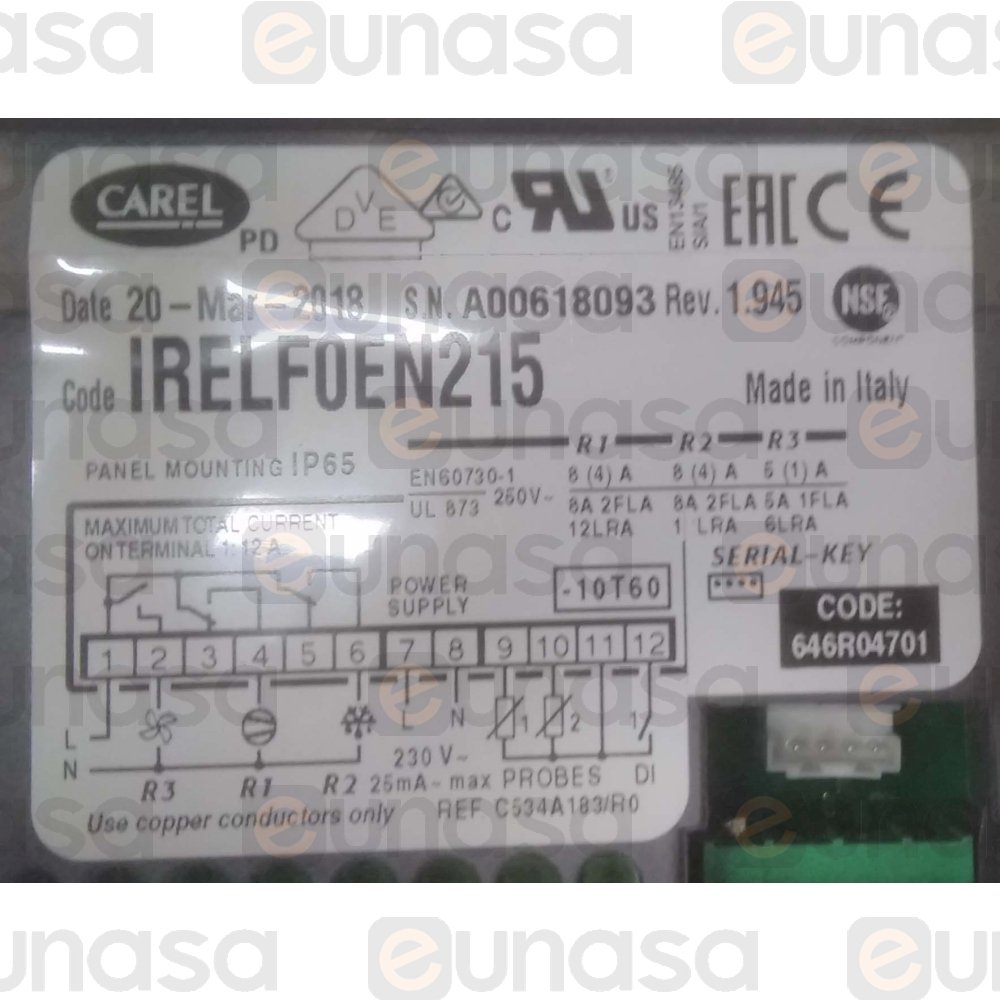 eunasa
CAREL
PD
DVE
C RU US
EN13485
S/A/1
EAC CE
Date 20-Mar-2018 S.N. A00618093 Rev. 1.945 NSF®
COMPONENT
Code IRELF0EN215
Made in Italy
PANEL MOUNTING IP65
R1 R2 R3
EN60730-1 8 (4) A 8 (4) A 5 (1) A
UL 873 250V~ 8A 2FLA 8A 2FLA 5A 1FLA
12LRA LRA 6LRA
MAXIMUM TOTAL CURRENT
ON TERMINAL 1: 12 A
SERIAL-KEY
POWER
SUPPLY
-10T60
CODE:
646R04701
1 2 3 4 5 6 7 8 9 10 11 12
L
N
L N 1 2 1
230 V~
R3 R1 R2 25mA~ max PROBES DI
Use copper conductors only REF C534A183/R0